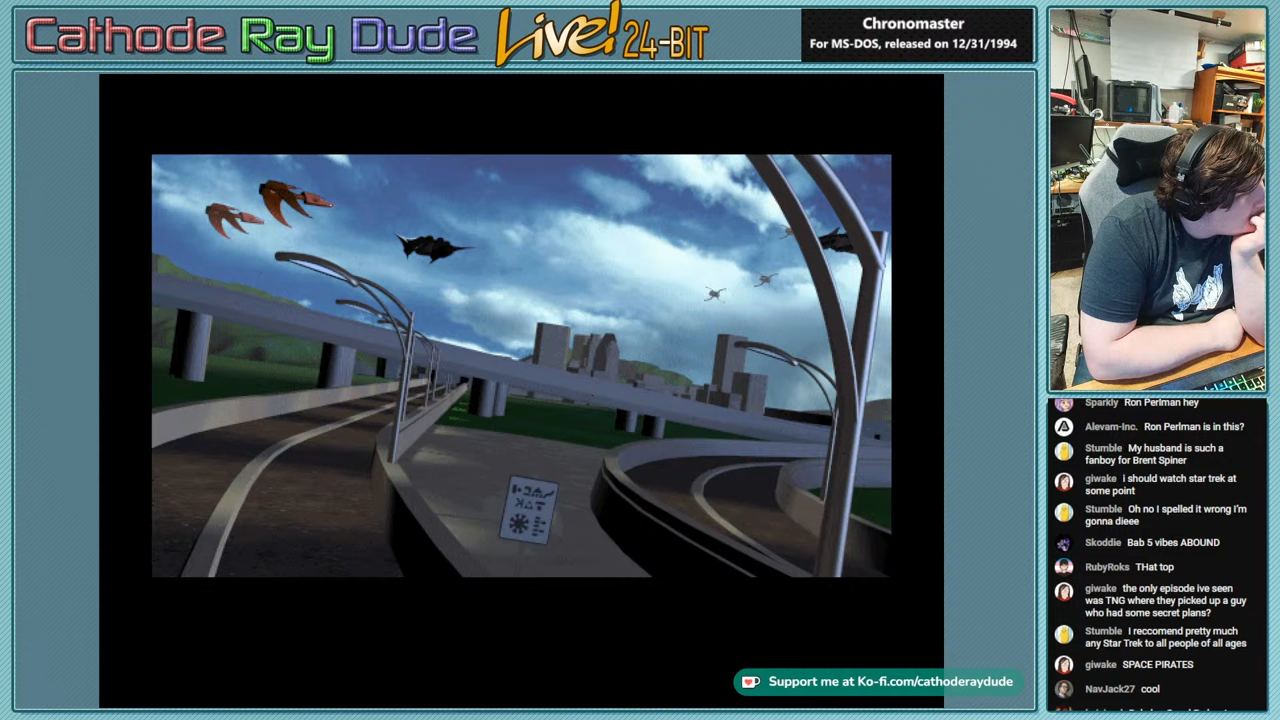 Cathode Ray Dude Live! 24-BIT
Chronomaster
For MS-DOS, released on 12/31/1994
Support me at Ko-fi.com/cathoderaydude
Sparkly Ron Perlman hey
Alevam-Inc. Ron Perlman is in this?
Stumble My husband is such a
fanboy for Brent Spiner
giwake i should watch star trek at
some point
Stumble Oh no I spelled it wrong I'm
gonna dieee
Skoddie Bab 5 vibes ABOUND
RubyRoks THat top
giwake the only episode ive seen
was TNG where they picked up a guy
who had some secret plans?
Stumble I reccomend pretty much
any Star Trek to all people of all ages
giwake SPACE PIRATES
NavJack27 cool